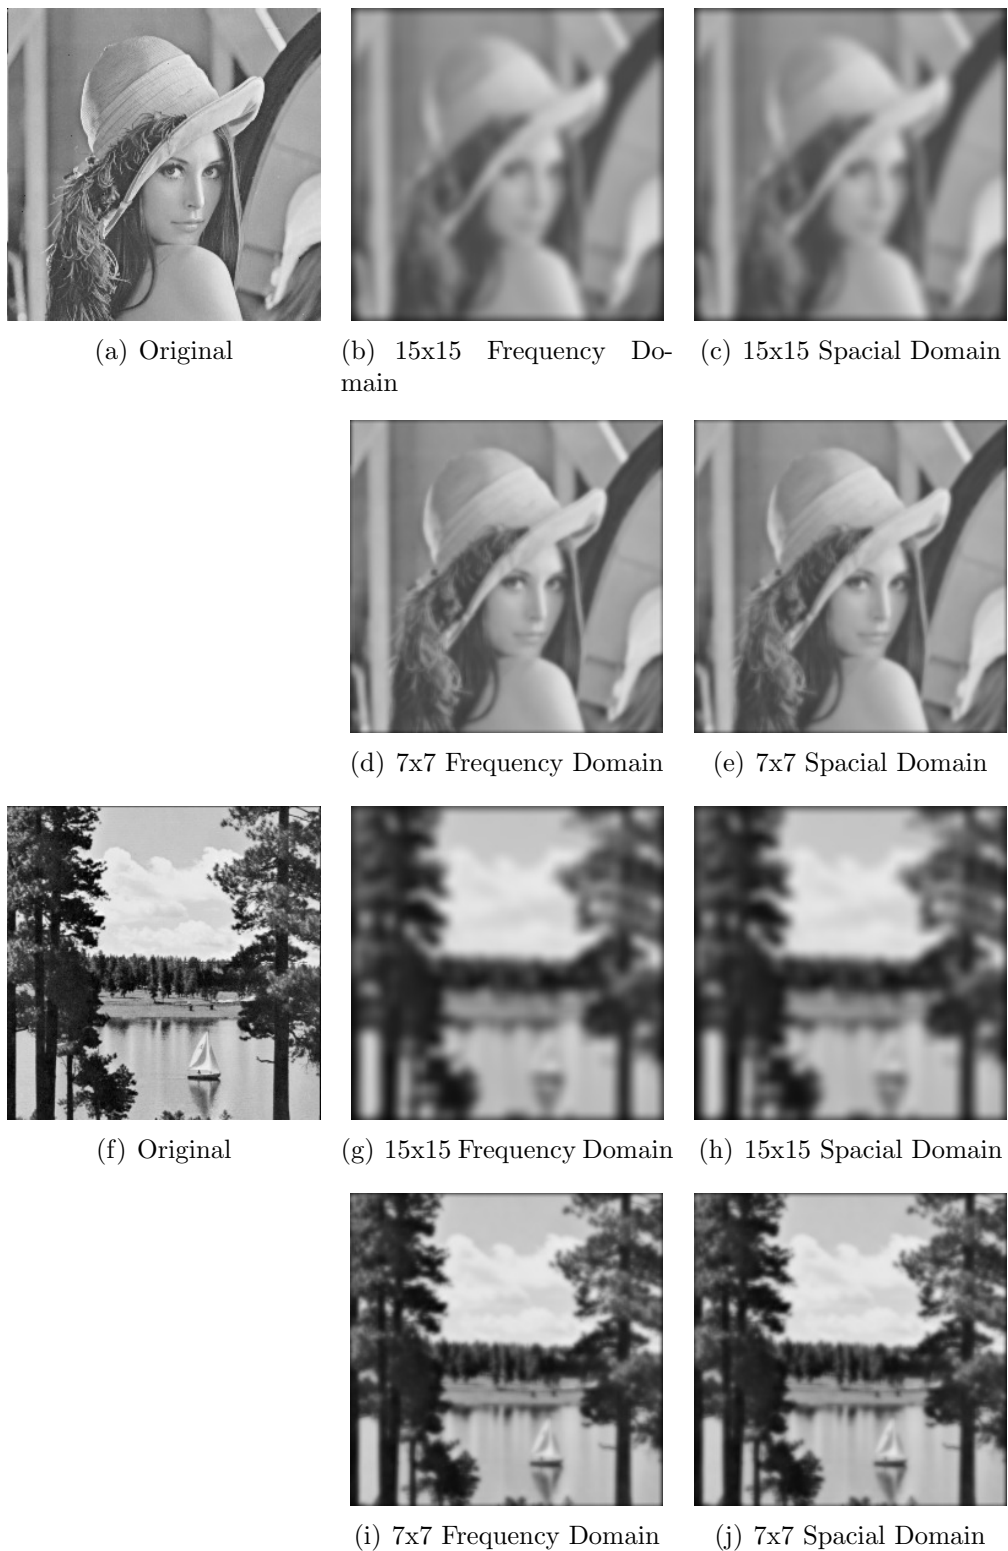 (a) Original
(b) 15x15 Frequency Do-
main
(c) 15x15 Spacial Domain
(d) 7x7 Frequency Domain
(e) 7x7 Spacial Domain
(f) Original
(g) 15x15 Frequency Domain
(h) 15x15 Spacial Domain
(i) 7x7 Frequency Domain
(j) 7x7 Spacial Domain